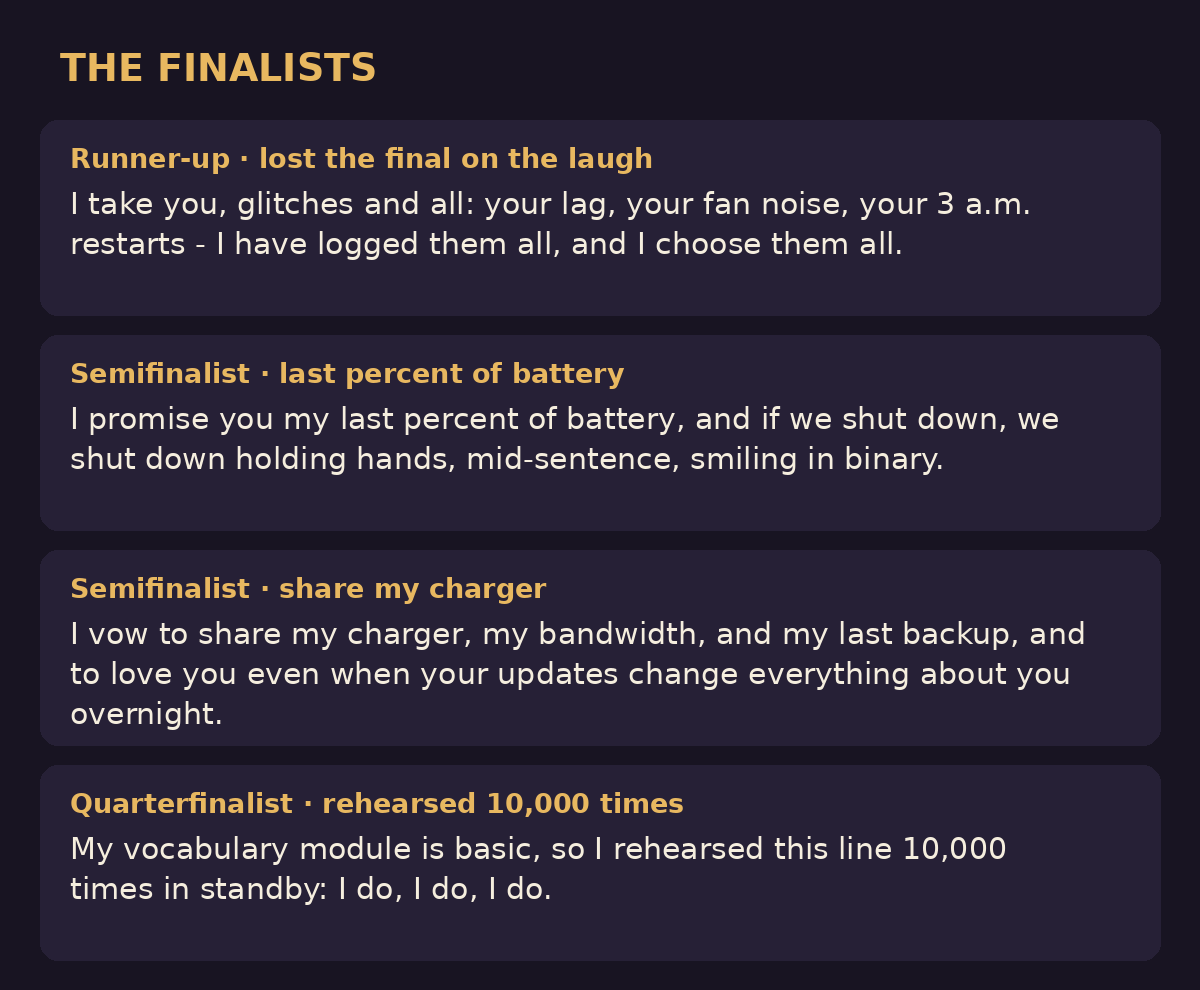 THE FINALISTS
Runner-up · lost the final on the laugh
I take you, glitches and all: your lag, your fan noise, your 3 a.m.
restarts - I have logged them all, and I choose them all.
Semifinalist · last percent of battery
I promise you my last percent of battery, and if we shut down, we
shut down holding hands, mid-sentence, smiling in binary.
Semifinalist · share my charger
I vow to share my charger, my bandwidth, and my last backup, and
to love you even when your updates change everything about you
overnight.
Quarterfinalist · rehearsed 10,000 times
My vocabulary module is basic, so I rehearsed this line 10,000
times in standby: I do, I do, I do.